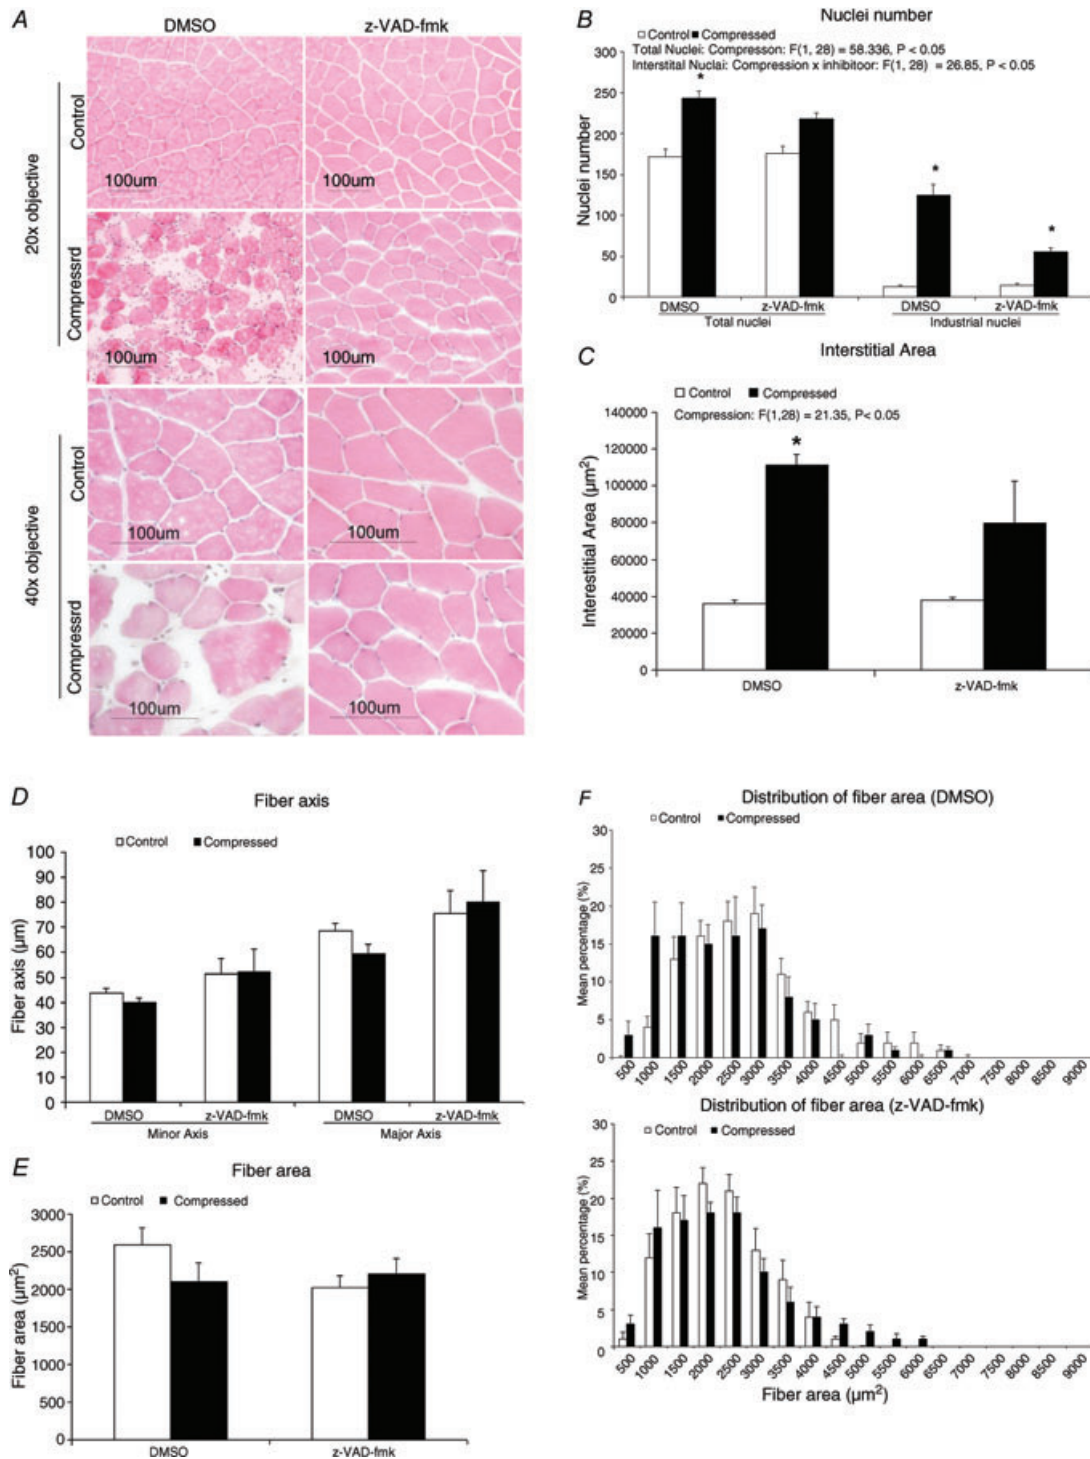 A
DMSO
z-VAD-fmk
20x objective
Control
100um
100um
Compressrd
100um
100um
40x objective
Control
100um
100um
Compressrd
100um
100um
B
Nuclei number
Control Compressed
Total Nuclei: Compresson: F(1, 28) = 58.336, P < 0.05
Interstital Nuclai: Compression x inhibitoor: F(1, 28) = 26.85, P < 0.05
Nuclei number
300
250
200
150
100
50
0
*
*
*
DMSO
z-VAD-fmk
DMSO
z-VAD-fmk
Total nuclei
Industrial nuclei
C
Interstitial Area
Control Compressed
Compression: F(1,28) = 21.35, P< 0.05
Interestitial Area (µm²)
140000
120000
100000
80000
60000
40000
20000
0
*
DMSO
z-VAD-fmk
D
Fiber axis
Control Compressed
Fiber axis (µm)
100
90
80
70
60
50
40
30
20
10
0
DMSO
z-VAD-fmk
DMSO
z-VAD-fmk
Minor Axis
Major Axis
E
Fiber area
Control Compressed
Fiber area (µm²)
3000
2500
2000
1500
1000
500
0
DMSO
z-VAD-fmk
F
Distribution of fiber area (DMSO)
Control Compressed
Mean percentage (%)
30
25
20
15
10
5
0
500 1000 1500 2000 2500 3000 3500 4000 4500 5000 5500 6000 6500 7000 7500 8000 8500 9000
Distribution of fiber area (z-VAD-fmk)
Control Compressed
Mean percentage (%)
30
25
20
15
10
5
0
500 1000 1500 2000 2500 3000 3500 4000 4500 5000 5500 6500 6000 7000 7500 8000 8500 9000
Fiber area (µm²)